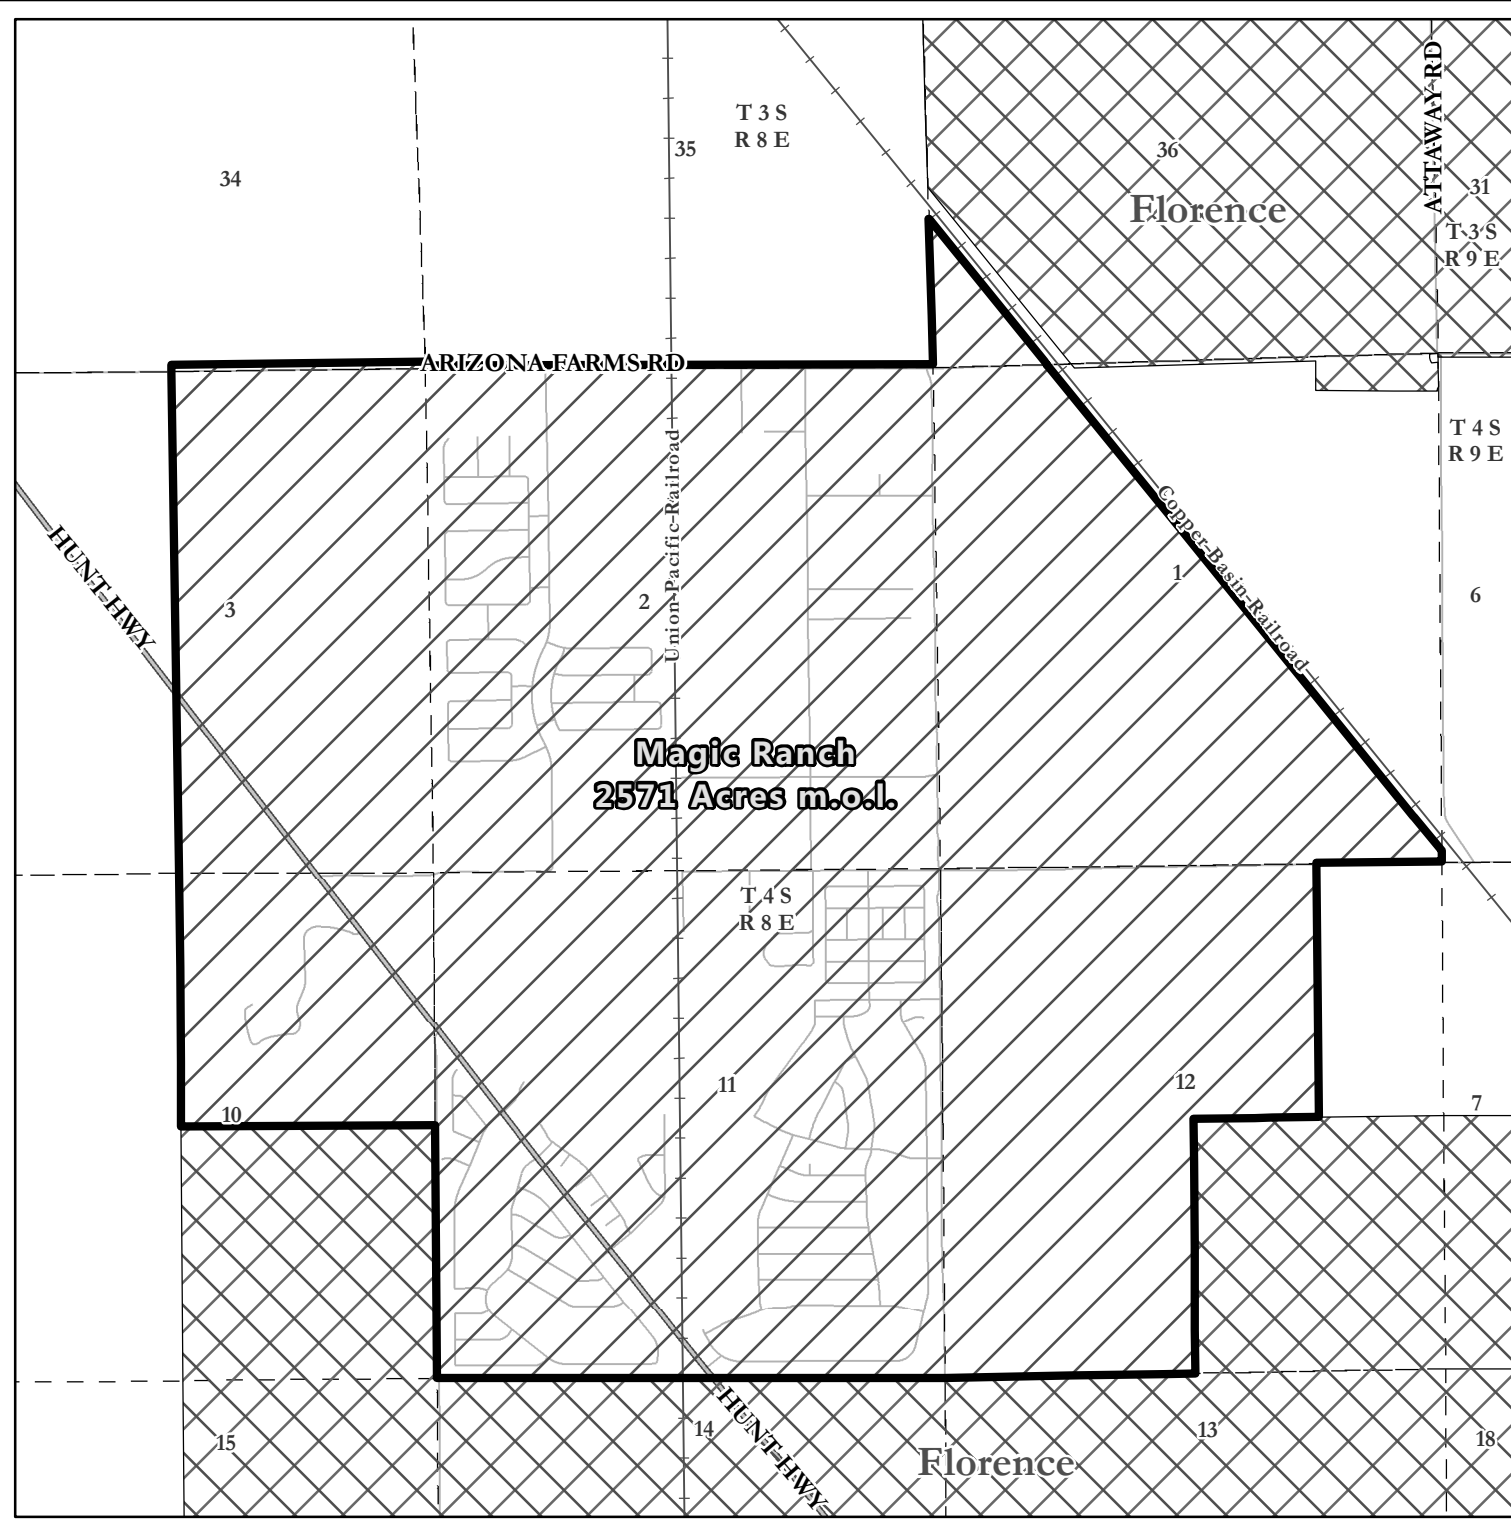 T 3 S
R 8 E
35
34
36
Florence
ATTAWAY RD
31
T 3 S
R 9 E
ARIZONA FARMS RD
T 4 S
R 9 E
Union Pacific Railroad
Copper Basin Railroad
HUNT HWY
3
2
1
6
Magic Ranch
2571 Acres m.o.l.
T 4 S
R 8 E
10
11
12
7
15
14
13
18
HUNT HWY
Florence